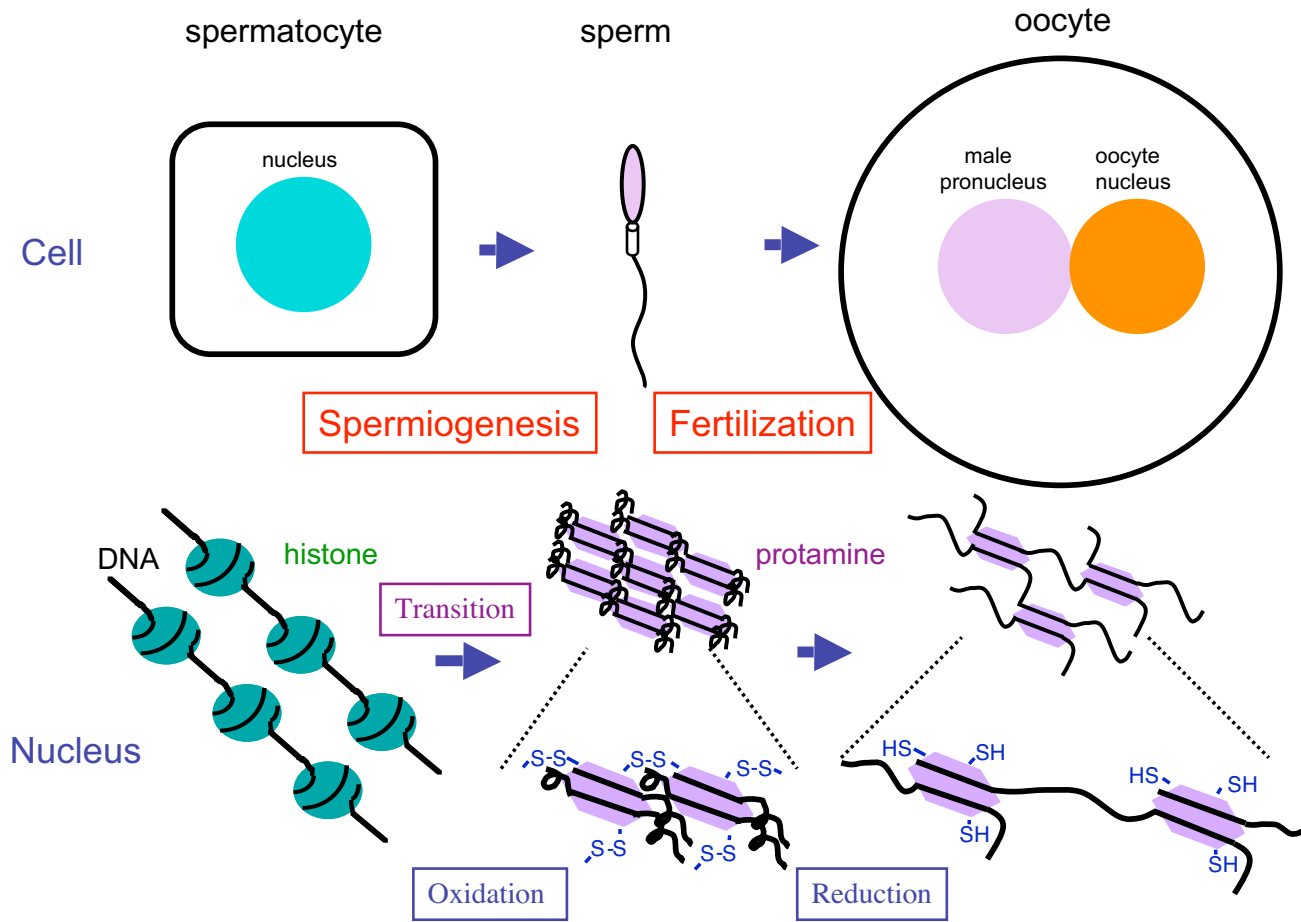 spermatocyte
sperm
oocyte
nucleus
male
pronucleus
oocyte
nucleus
Cell
Spermiogenesis
Fertilization
DNA
histone
protamine
Transition
Nucleus
S-S
S-S
S-S
HS
SH
HS
SH
S-S
S-S
SH
SH
Oxidation
Reduction